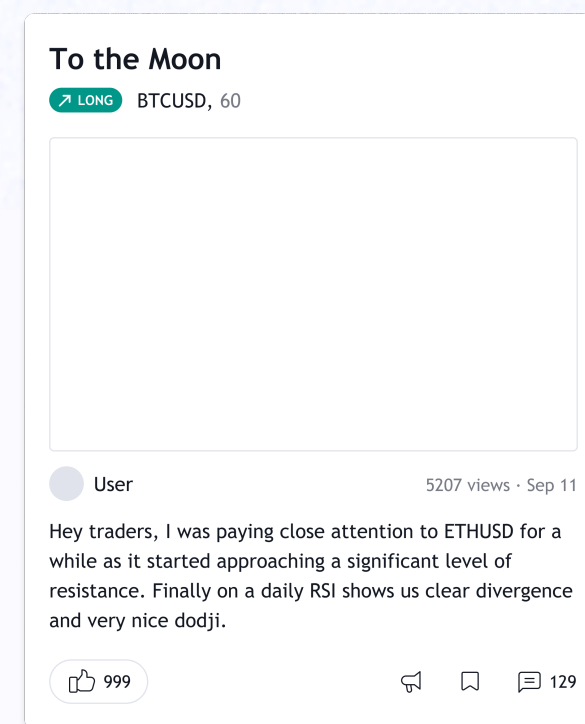 To the Moon
LONG BTCUSD, 60
User 5207 views · Sep 11
Hey traders, I was paying close attention to ETHUSD for a
while as it started approaching a significant level of
resistance. Finally on a daily RSI shows us clear divergence
and very nice dodji.
999 129